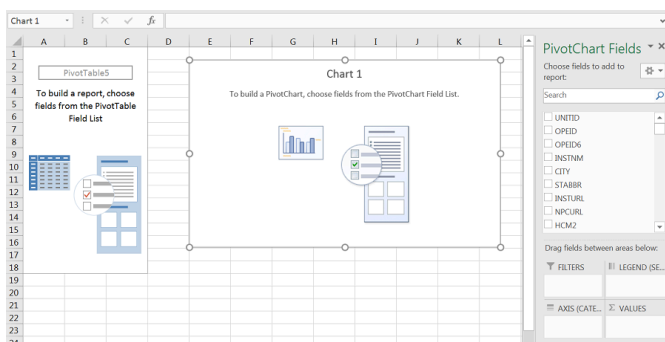 Chart 1
fx
A B C D E F G H I J K L
1
2
3
4
5
6
7
8
9
10
11
12
13
14
15
16
17
18
19
20
21
22
23
24
PivotTable5
To build a report, choose
fields from the PivotTable
Field List
Chart 1
To build a PivotChart, choose fields from the PivotChart Field List.
PivotChart Fields
Choose fields to add to
report:
Search
UNITID
OPEID
OPEID6
INSTNM
CITY
STABBR
INSTURL
NPCURL
HCM2
Drag fields between areas below:
FILTERS
LEGEND (SE...
AXIS (CATE...
Σ VALUES